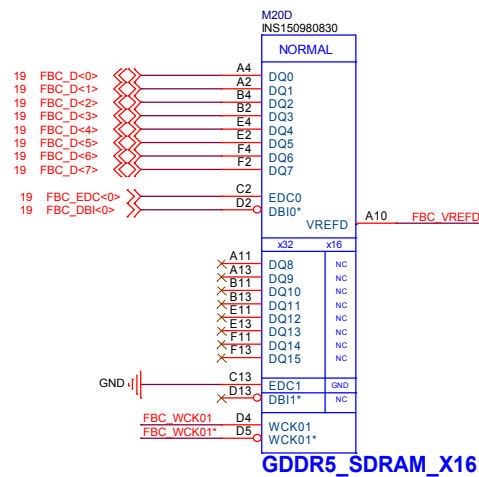 M20D
INS150980830
NORMAL
19 FBC_D<0> A4 DQ0
19 FBC_D<1> A2 DQ1
19 FBC_D<2> B4 DQ2
19 FBC_D<3> B2 DQ3
19 FBC_D<4> E4 DQ4
19 FBC_D<5> E2 DQ5
19 FBC_D<6> F4 DQ6
19 FBC_D<7> F2 DQ7
19 FBC_EDC<0> C2 EDC0
19 FBC_DBI<0> D2 DBI0*
VREFD A10 FBC_VREFD
x32 x16
A11 DQ8 NC
A13 DQ9 NC
B11 DQ10 NC
B13 DQ11 NC
E11 DQ12 NC
E13 DQ13 NC
F11 DQ14 NC
F13 DQ15 NC
GND C13 EDC1 GND
D13 DBI1* NC
FBC_WCK01 D4 WCK01
FBC_WCK01* D5 WCK01*
GDDR5_SDRAM_X16